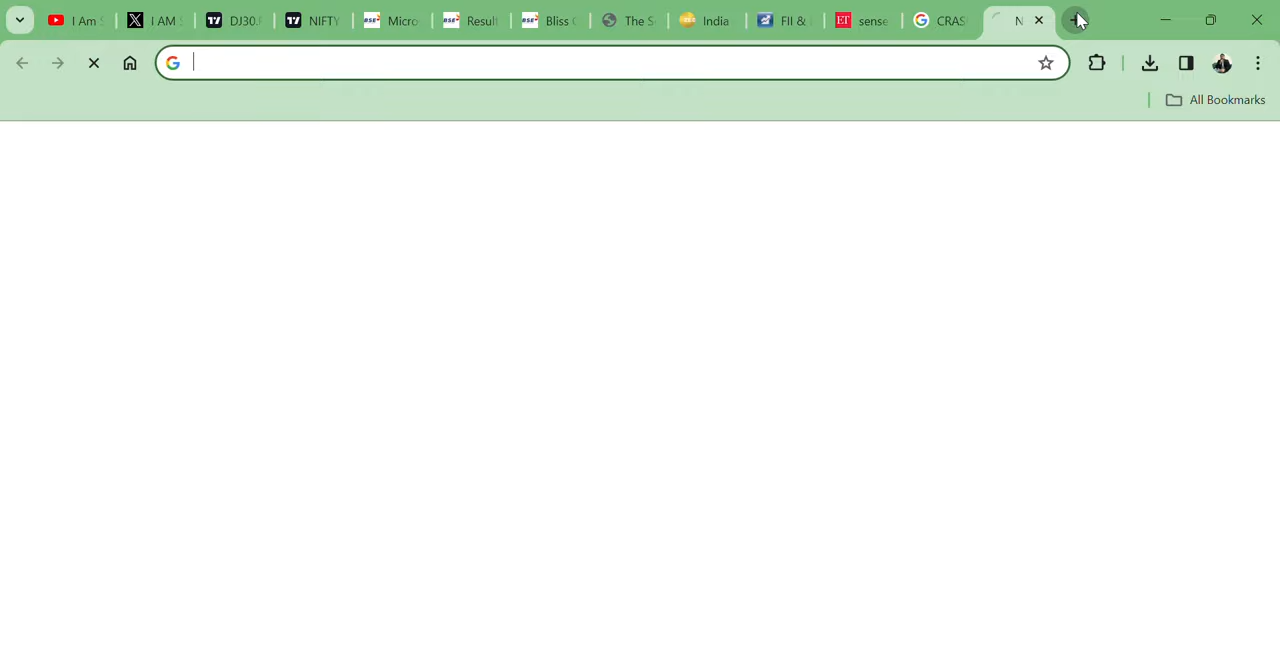 I Am I AM DJ30. NIFTY Micro Result Bliss The S India FII & sense CRAS N
All Bookmarks